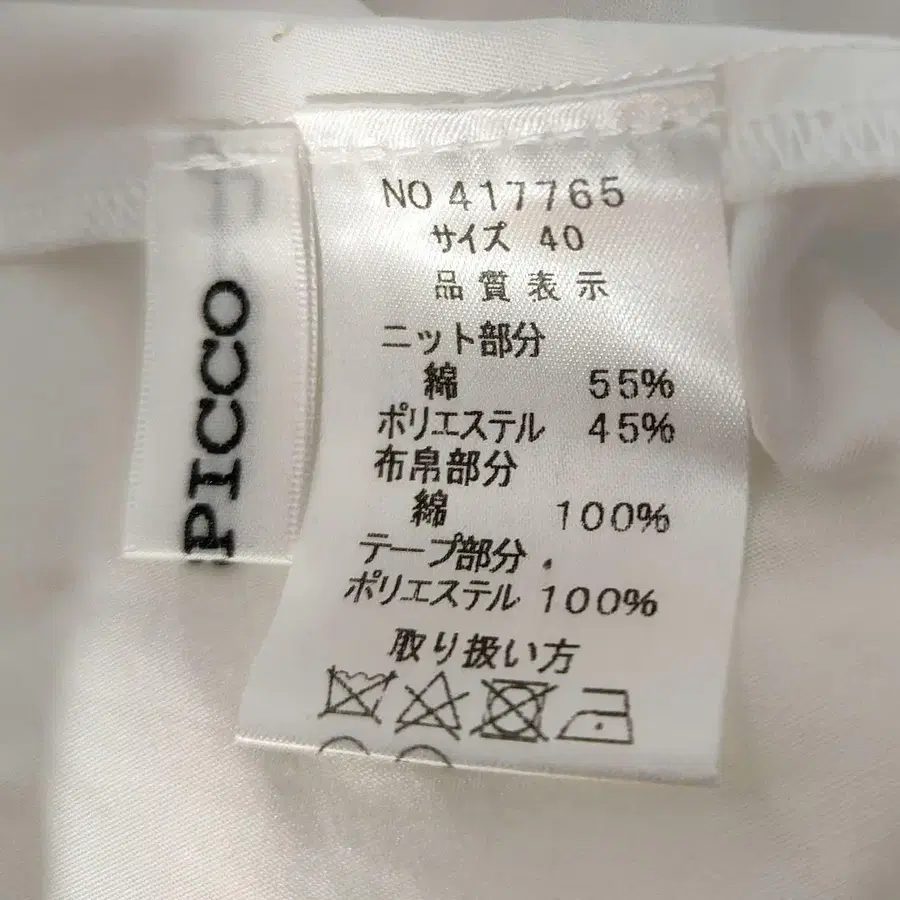 PICCO
NO 417765
サイズ 40
品質表示
ニット部分
綿 55%
ポリエステル 45%
布帛部分
綿 100%
テープ部分.
ポリエステル 100%
取り扱い方